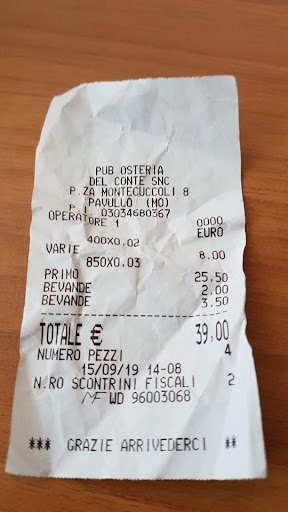 PUB OSTERIA
DEL CONTE SNC
P.ZA MONTECUCCOLI 8
PAVULLO (MO)
P.I 03034680367
OPERATORE 1 0000
EURO
400X0.02
VARIE 8.00
850X0.03
PRIMO 25,50
BEVANDE 2.00
BEVANDE 3.50
TOTALE € 39,00
NUMERO PEZZI 4
15/09/19 14-08
N.RO SCONTRINI FISCALI 2
MF WD 96003068
*** GRAZIE ARRIVEDERCI **